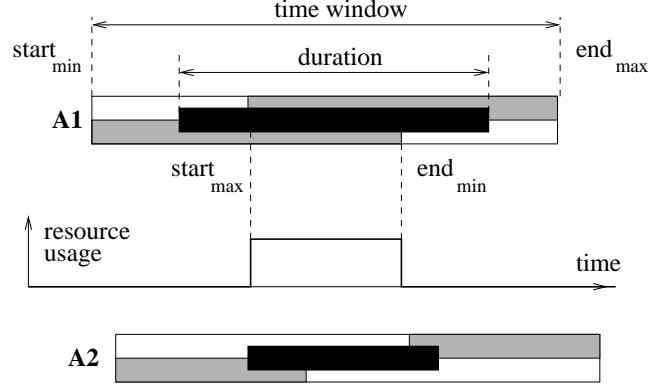 time window
start min
end max
duration
A1
start max
end min
resource
usage
time
A2